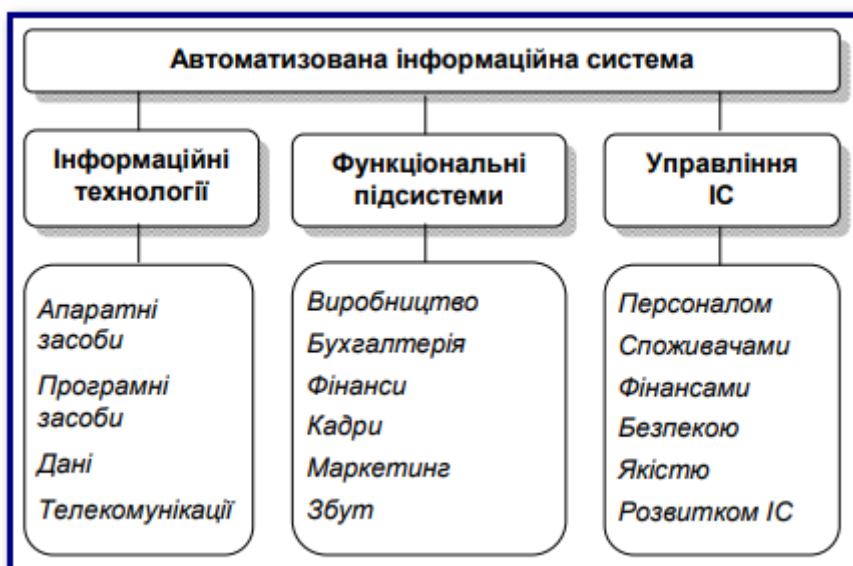 Автоматизована інформаційна система
Інформаційні
технології
Функціональні
підсистеми
Управління
ІС
Апаратні
засоби
Програмні
засоби
Дані
Телекомунікації
Виробництво
Бухгалтерія
Фінанси
Кадри
Маркетинг
Збут
Персоналом
Споживачами
Фінансами
Безпекою
Якістю
Розвитком ІС